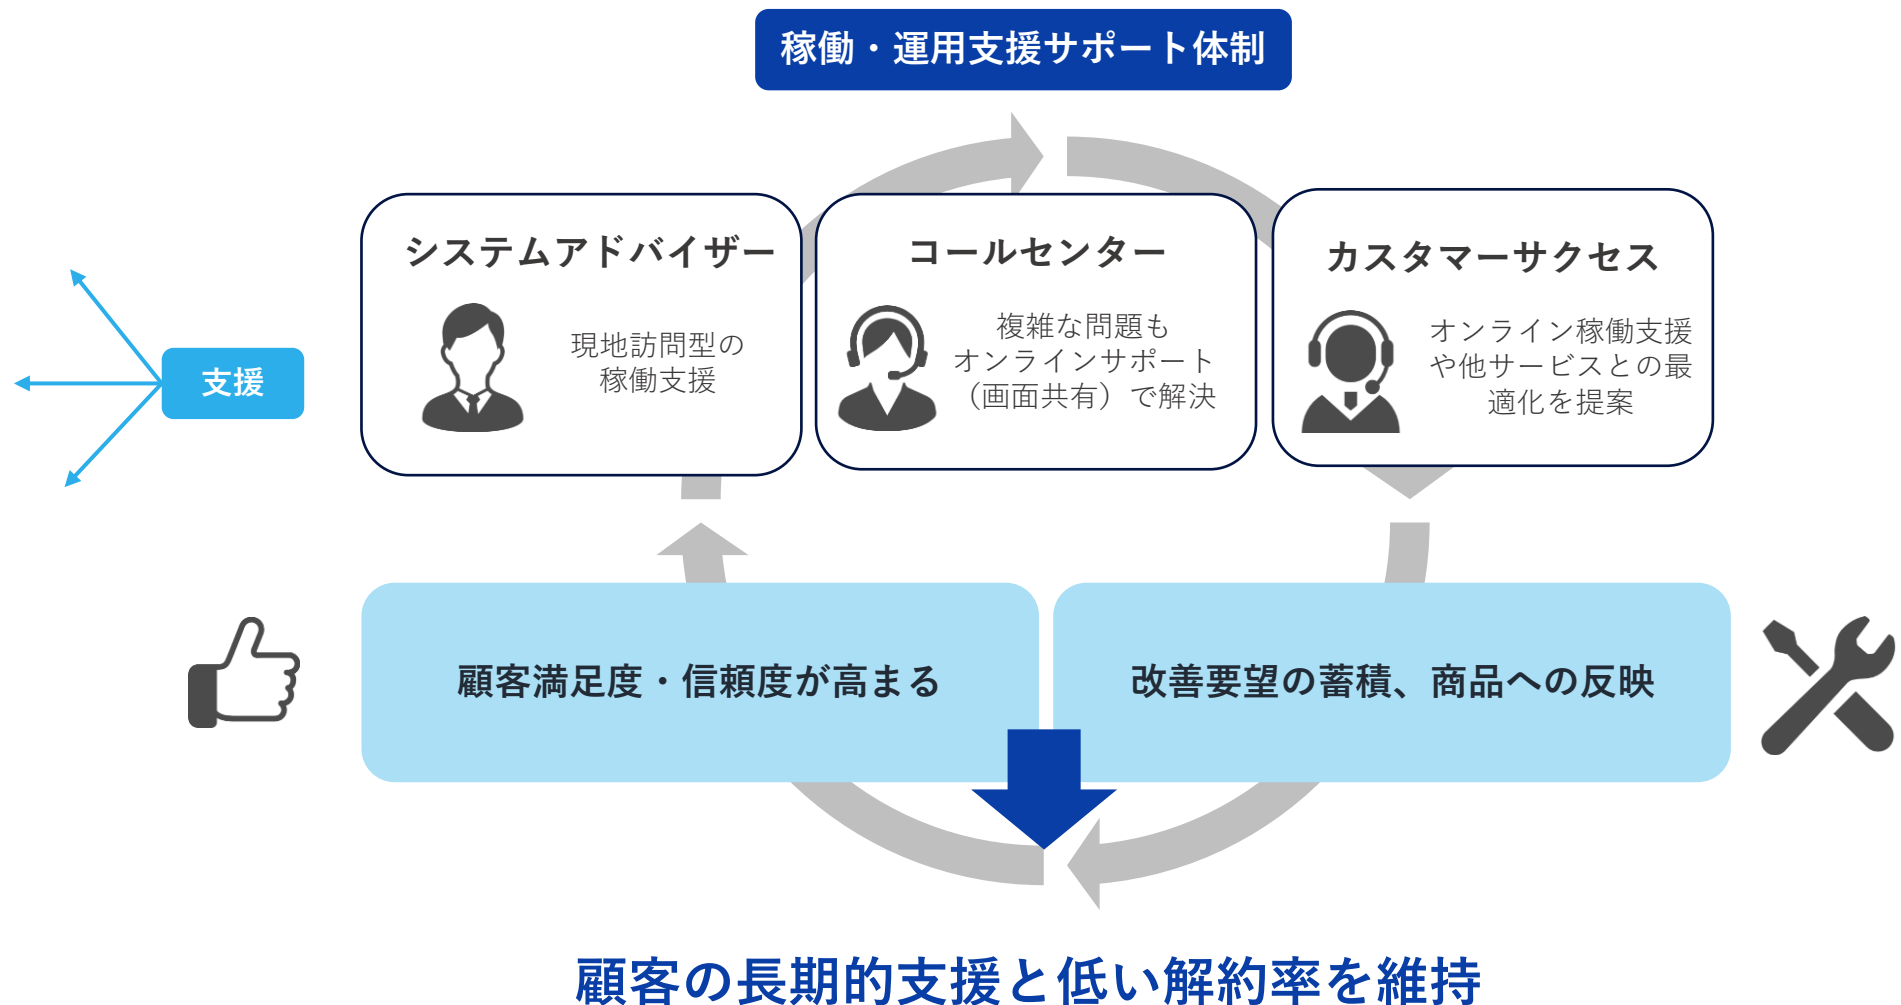 稼働・運用支援サポート体制
システムアドバイザー
現地訪問型の
稼働支援
コールセンター
複雑な問題も
オンラインサポート
（画面共有）で解決
カスタマーサクセス
オンライン稼働支援
や他サービスとの最
適化を提案
支援
顧客満足度・信頼度が高まる
改善要望の蓄積、商品への反映
顧客の長期的支援と低い解約率を維持